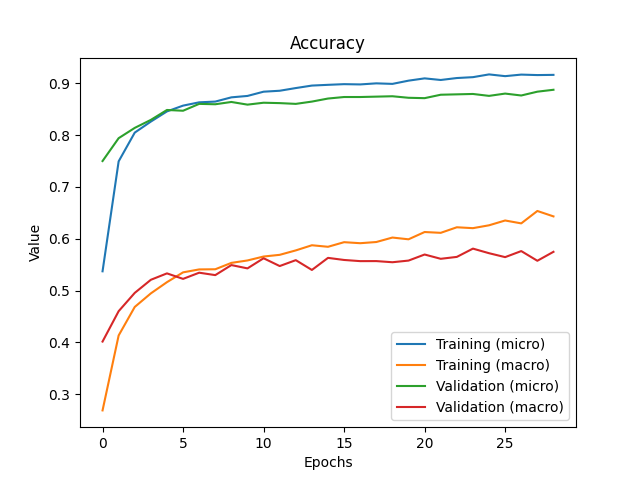 Accuracy
0.9
0.8
0.7
0.6
0.5
0.4
0.3
Value
0 5 10 15 20 25
Epochs
Training (micro)
Training (macro)
Validation (micro)
Validation (macro)